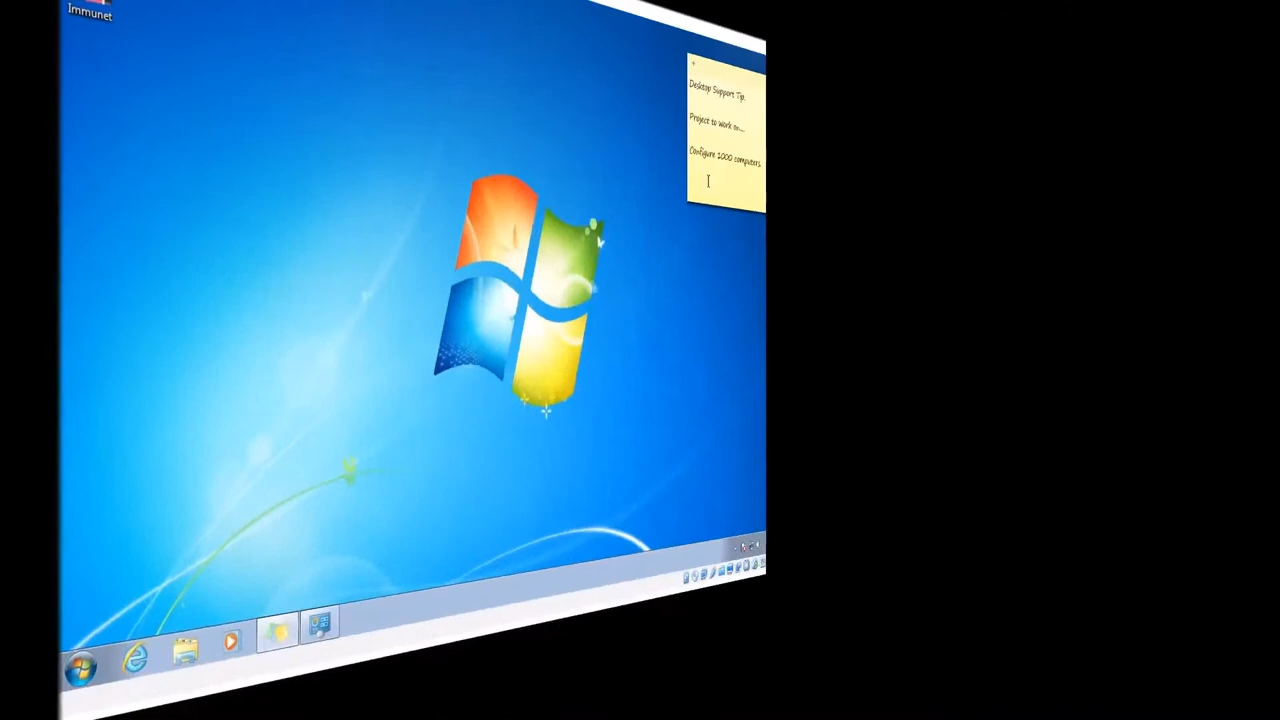 Immunet
Desktop Support Tip.
Project to work on....
Configure 1000 computers